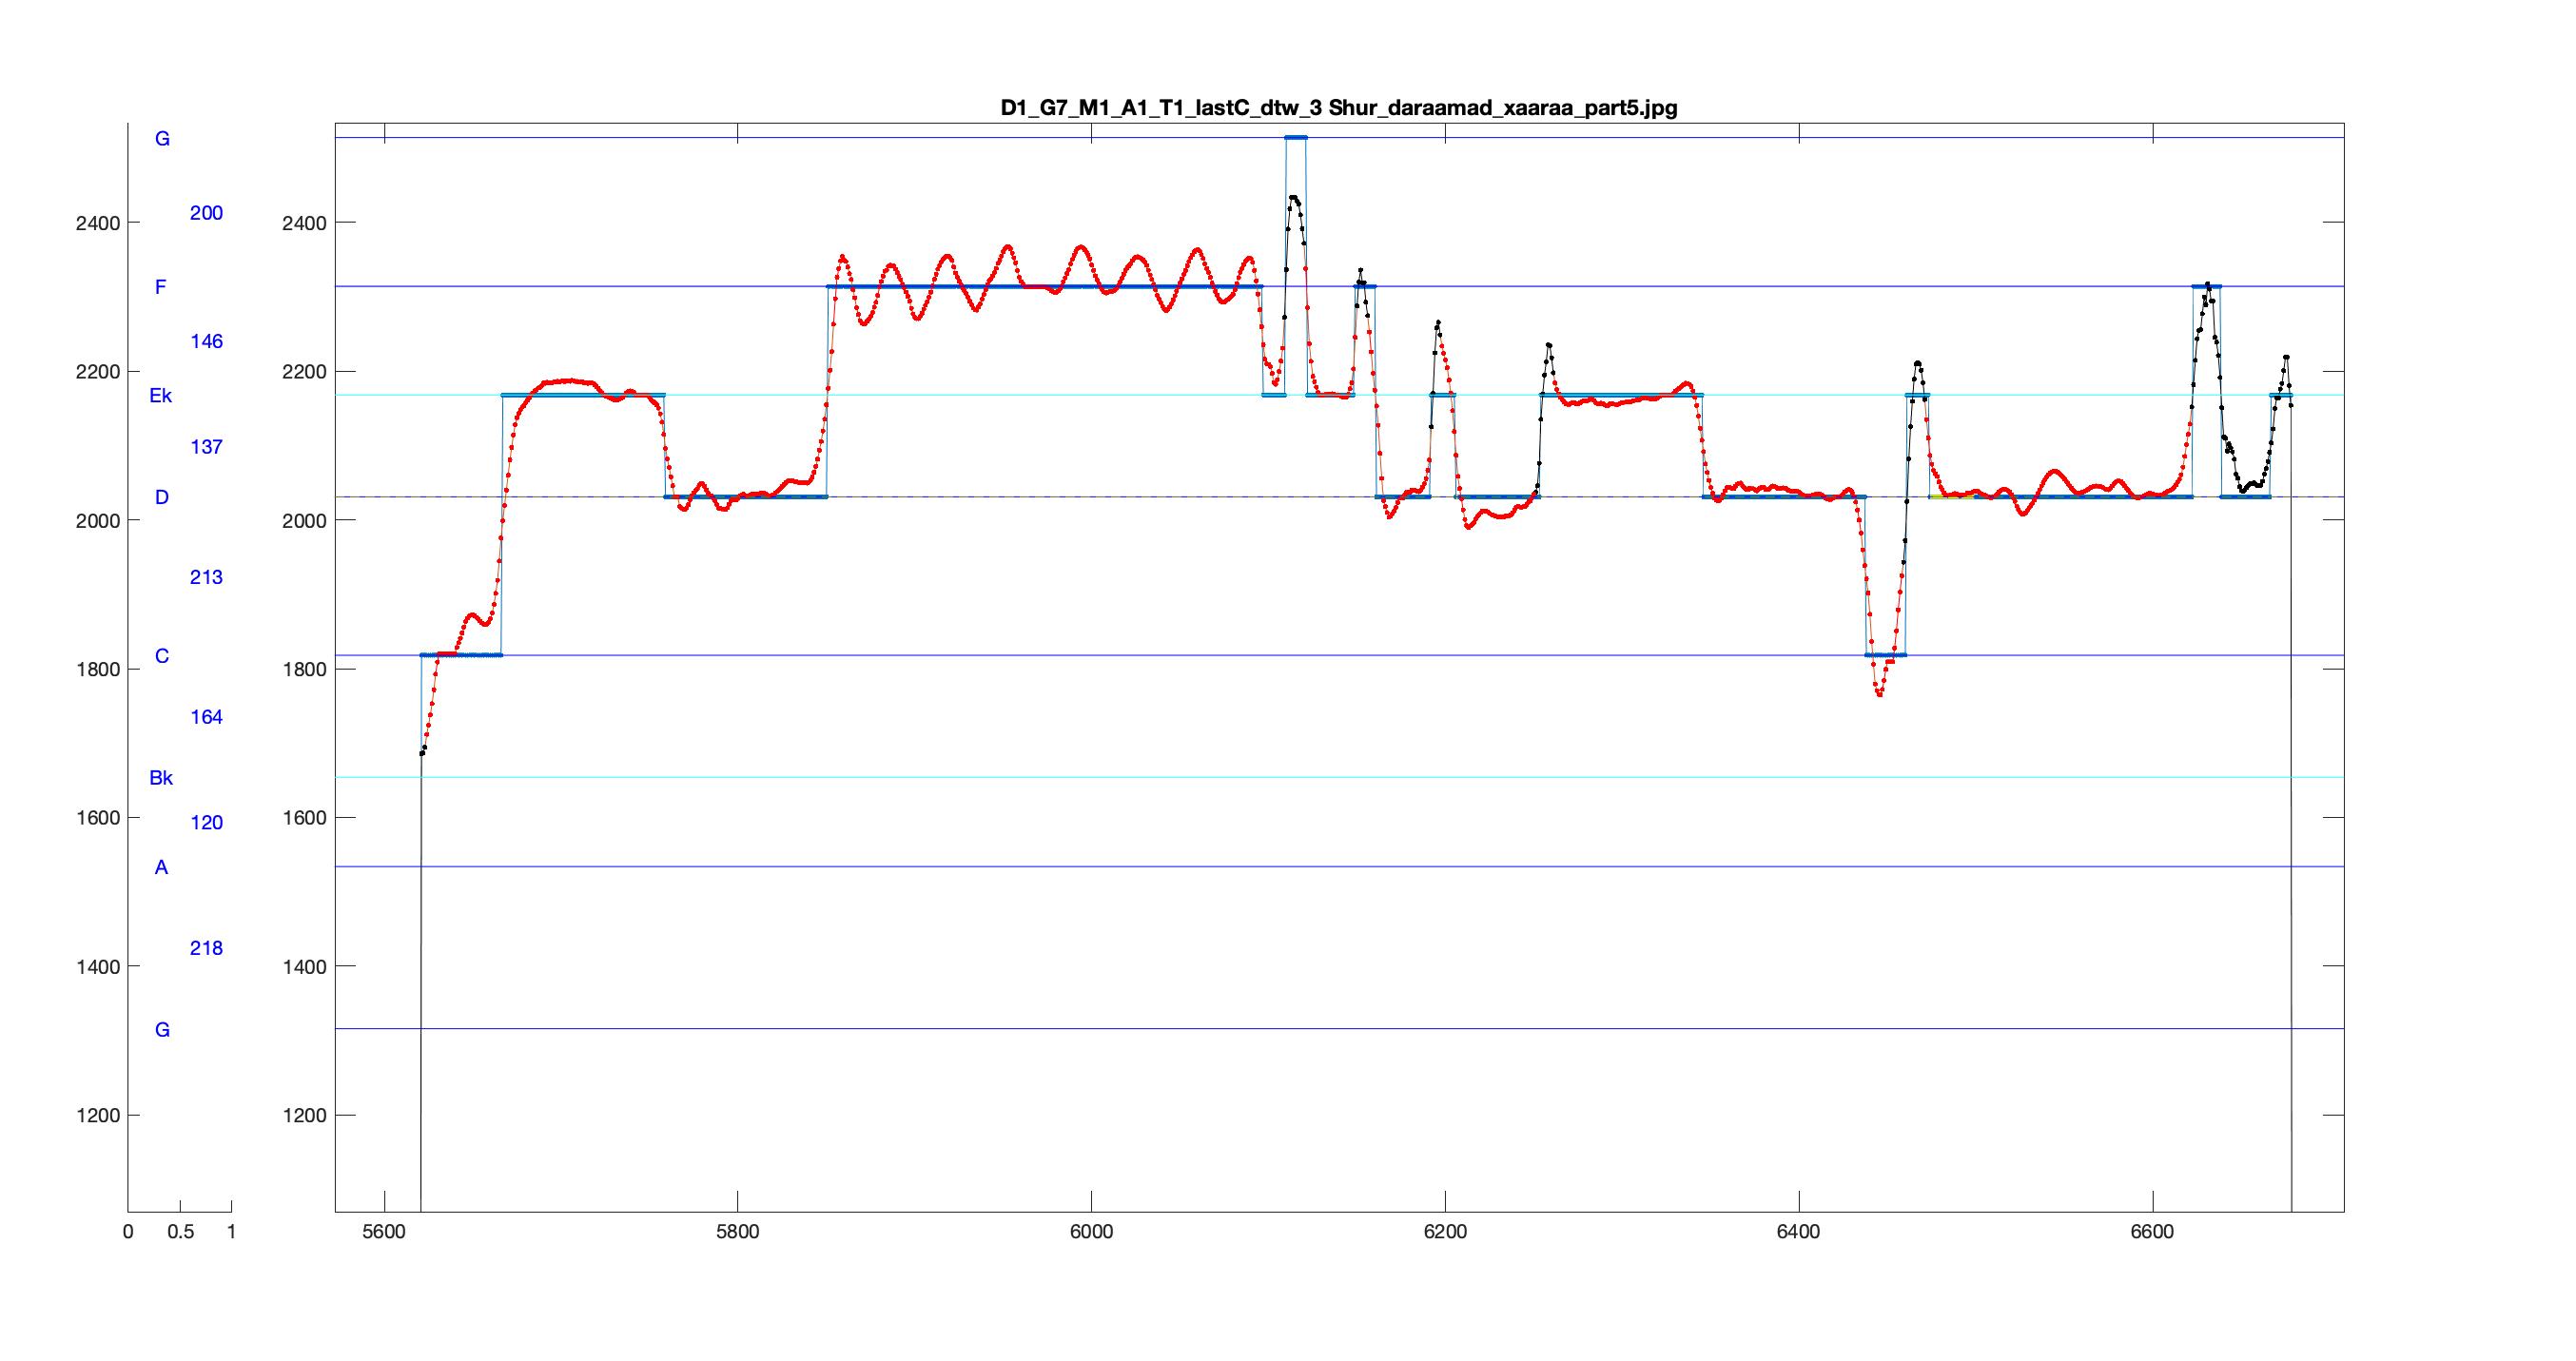 D1_G7_M1_A1_T1_lastC_dtw_3 Shur_daraamad_xaaraa_part5.jpg
G
200
2400 2400
F
146
2200 2200
Ek
137
D
2000 2000
213
C
1800 1800
164
Bk
1600 120 1600
A
218
1400 1400
G
1200 1200
0 0.5 1 5600 5800 6000 6200 6400 6600